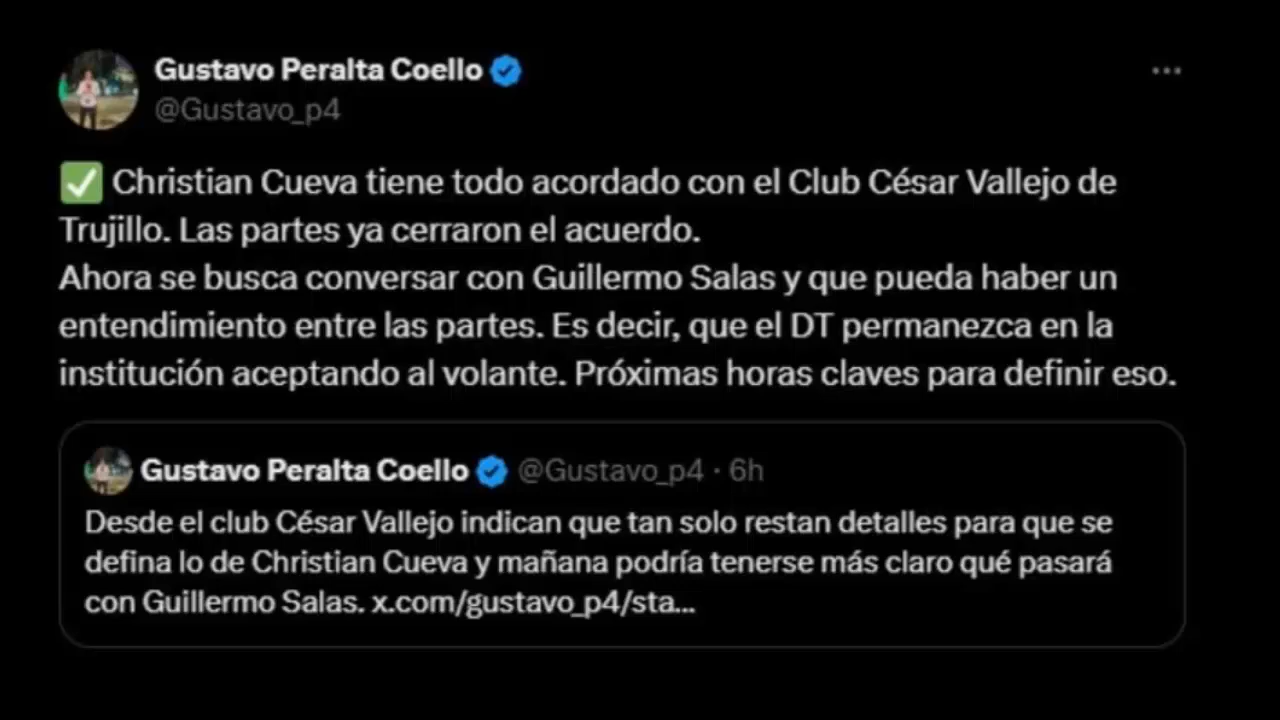 Gustavo Peralta Coello
@Gustavo_p4
✅ Christian Cueva tiene todo acordado con el Club César Vallejo de
Trujillo. Las partes ya cerraron el acuerdo.
Ahora se busca conversar con Guillermo Salas y que pueda haber un
entendimiento entre las partes. Es decir, que el DT permanezca en la
institución aceptando al volante. Próximas horas claves para definir eso.
Gustavo Peralta Coello @Gustavo_p4 · 6h
Desde el club César Vallejo indican que tan solo restan detalles para que se
defina lo de Christian Cueva y mañana podría tenerse más claro qué pasará
con Guillermo Salas. x.com/gustavo_p4/sta...